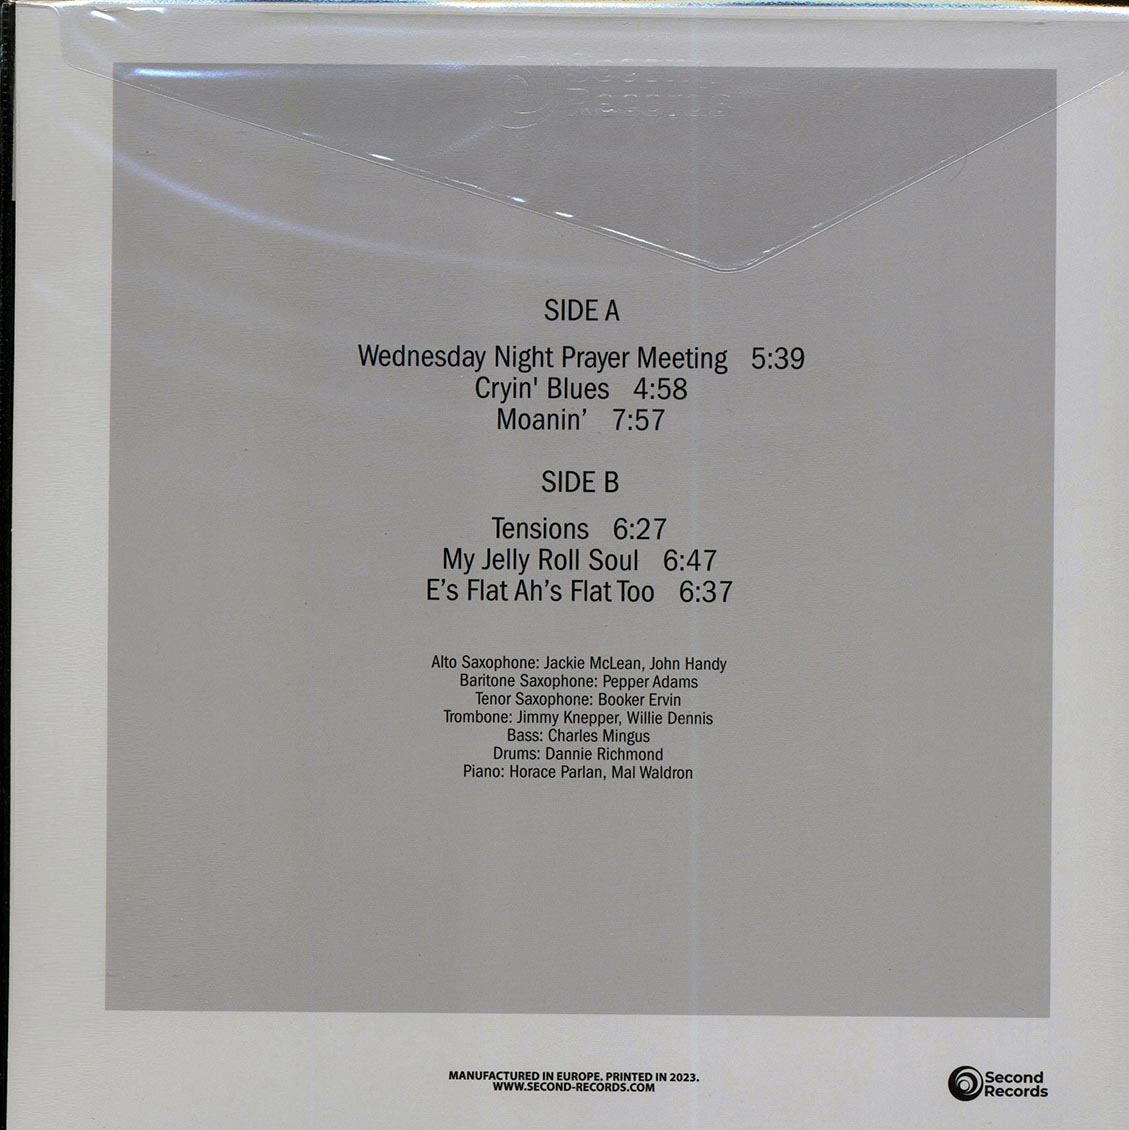 Records
SIDE A
Wednesday Night Prayer Meeting 5:39
Cryin' Blues 4:58
Moanin’ 7:57
SIDE B
Tensions 6:27
My Jelly Roll Soul 6:47
E’s Flat Ah’s Flat Too 6:37
Alto Saxophone: Jackie McLean, John Handy
Baritone Saxophone: Pepper Adams
Tenor Saxophone: Booker Ervin
Trombone: Jimmy Knepper, Willie Dennis
Bass: Charles Mingus
Drums: Dannie Richmond
Piano: Horace Parlan, Mal Waldron
MANUFACTURED IN EUROPE. PRINTED IN 2023.
WWW.SECOND-RECORDS.COM
Second
Records